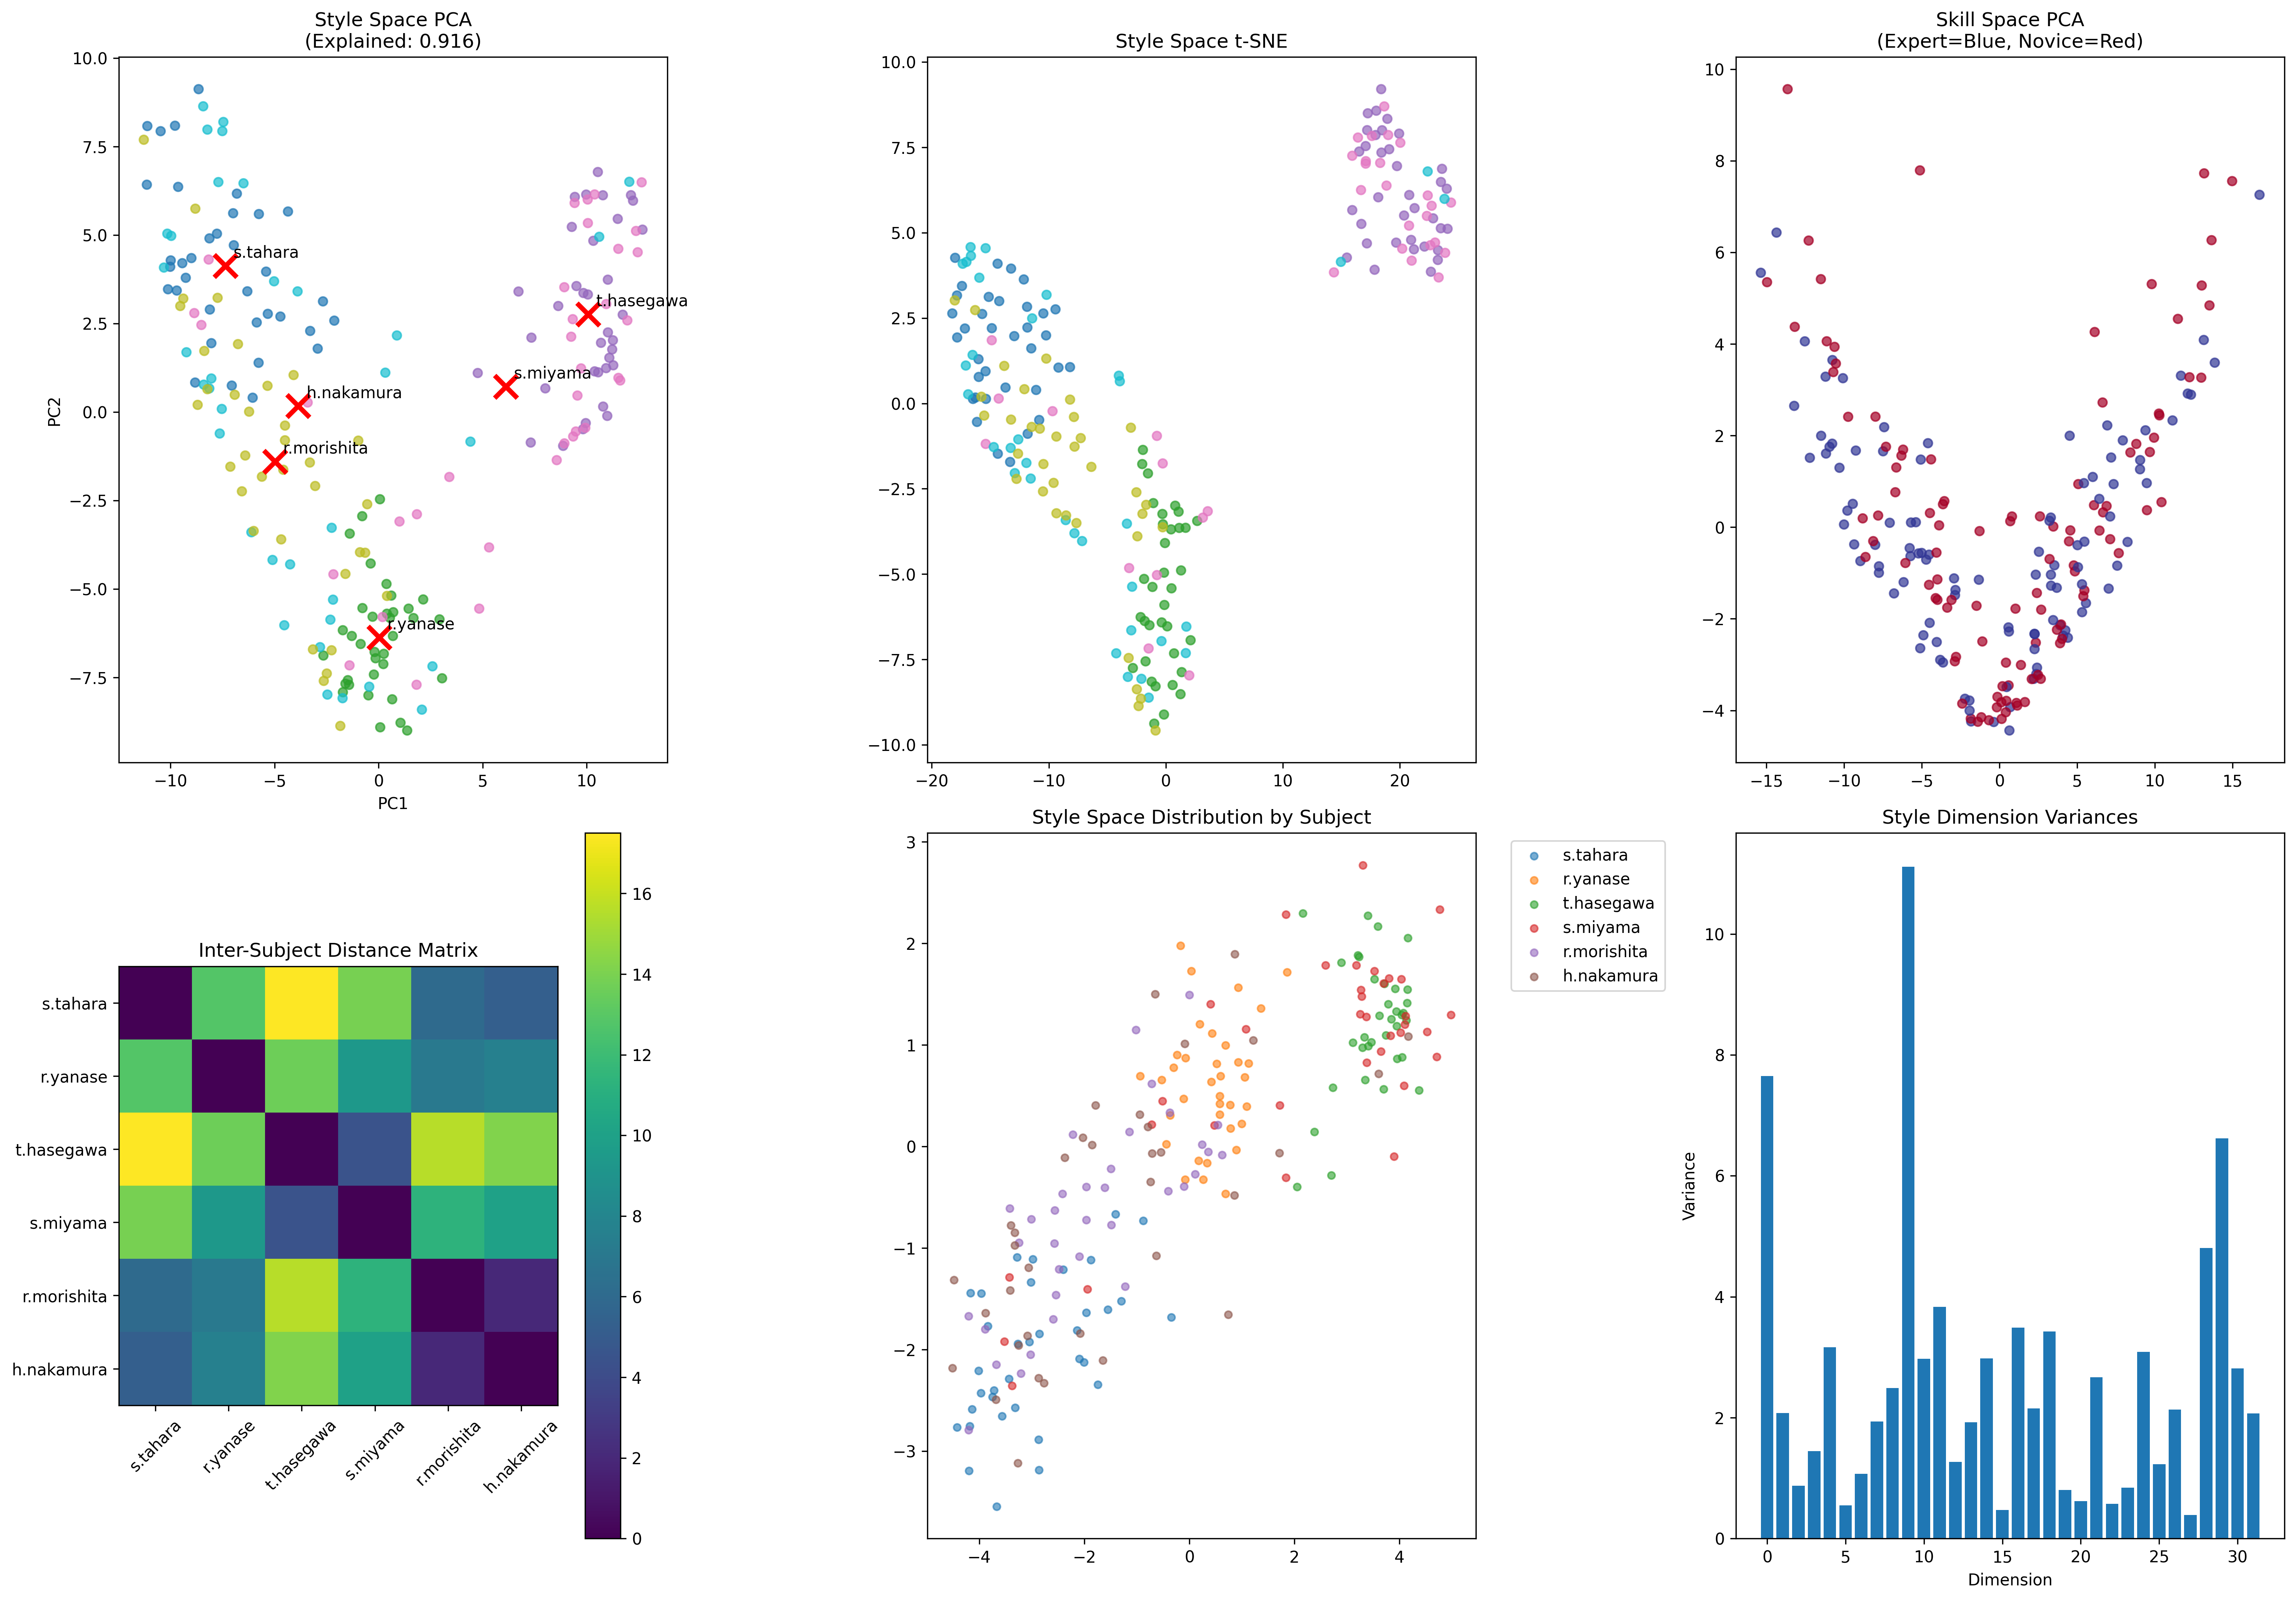 Style Space PCA
(Explained: 0.916)
10.0
7.5
5.0
2.5
0.0
−2.5
−5.0
−7.5
PC2
s.tahara
t.hasegawa
s.miyama
h.nakamura
r.morishita
r.yanase
−10
−5
0
5
10
PC1
Style Space t-SNE
10.0
7.5
5.0
2.5
0.0
−2.5
−5.0
−7.5
−10.0
−20
−10
0
10
20
Skill Space PCA
(Expert=Blue, Novice=Red)
10
8
6
4
2
0
−2
−4
−15
−10
−5
0
5
10
15
Inter-Subject Distance Matrix
s.tahara
r.yanase
t.hasegawa
s.miyama
r.morishita
h.nakamura
s.tahara
r.yanase
t.hasegawa
s.miyama
r.morishita
h.nakamura
16
14
12
10
8
6
4
2
0
Style Space Distribution by Subject
3
2
1
0
−1
−2
−3
−4
−2
0
2
4
s.tahara
r.yanase
t.hasegawa
s.miyama
r.morishita
h.nakamura
Style Dimension Variances
Variance
10
8
6
4
2
0
0
5
10
15
20
25
30
Dimension